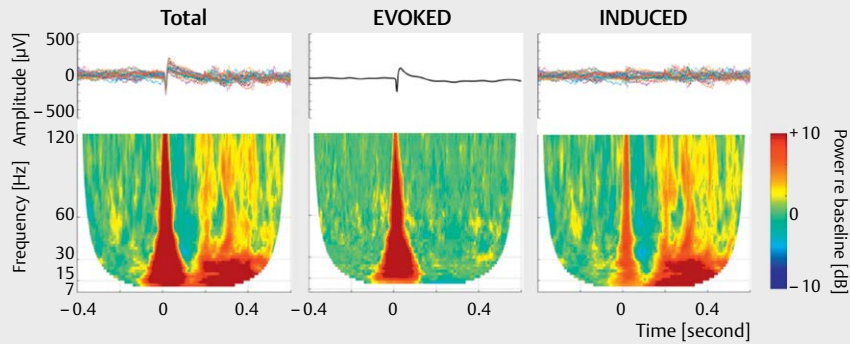 Total EVOKED INDUCED
Amplitude [µV]
500
0
−500
Frequency [Hz]
120
60
30
15
7
−0.4 0 0.4 −0.4 0 0.4 0 0.4
Time [second]
+10
0
−10
Power re baseline [dB]